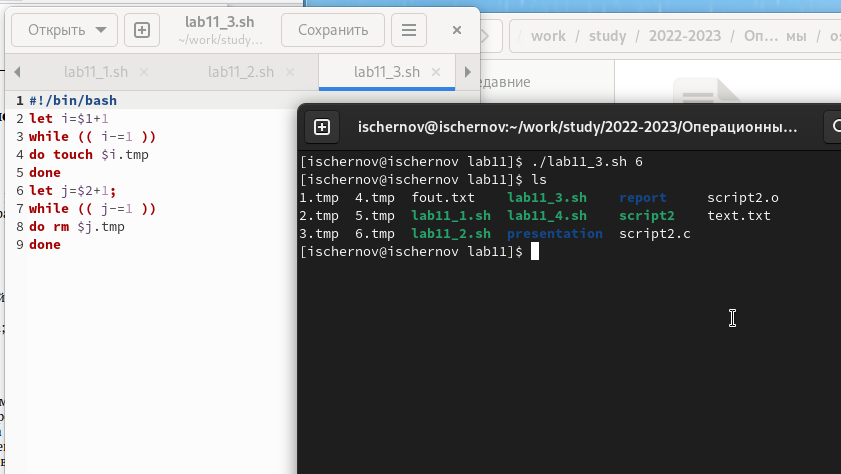 Открыть
lab11_3.sh
~/work/study…
Сохранить
work / study / 2022-2023 / Оп… мы / os
lab11_1.sh
lab11_2.sh
lab11_3.sh
едавние
1 #!/bin/bash
2 let i=$1+1
3 while (( i-=1 ))
4 do touch $i.tmp
5 done
6 let j=$2+1;
7 while (( j-=1 ))
8 do rm $j.tmp
9 done
ischernov@ischernov:~/work/study/2022-2023/Операционны…
[ischernov@ischernov lab11]$ ./lab11_3.sh 6
[ischernov@ischernov lab11]$ ls
1.tmp 4.tmp fout.txt lab11_3.sh report script2.o
2.tmp 5.tmp lab11_1.sh lab11_4.sh script2 text.txt
3.tmp 6.tmp lab11_2.sh presentation script2.c
[ischernov@ischernov lab11]$